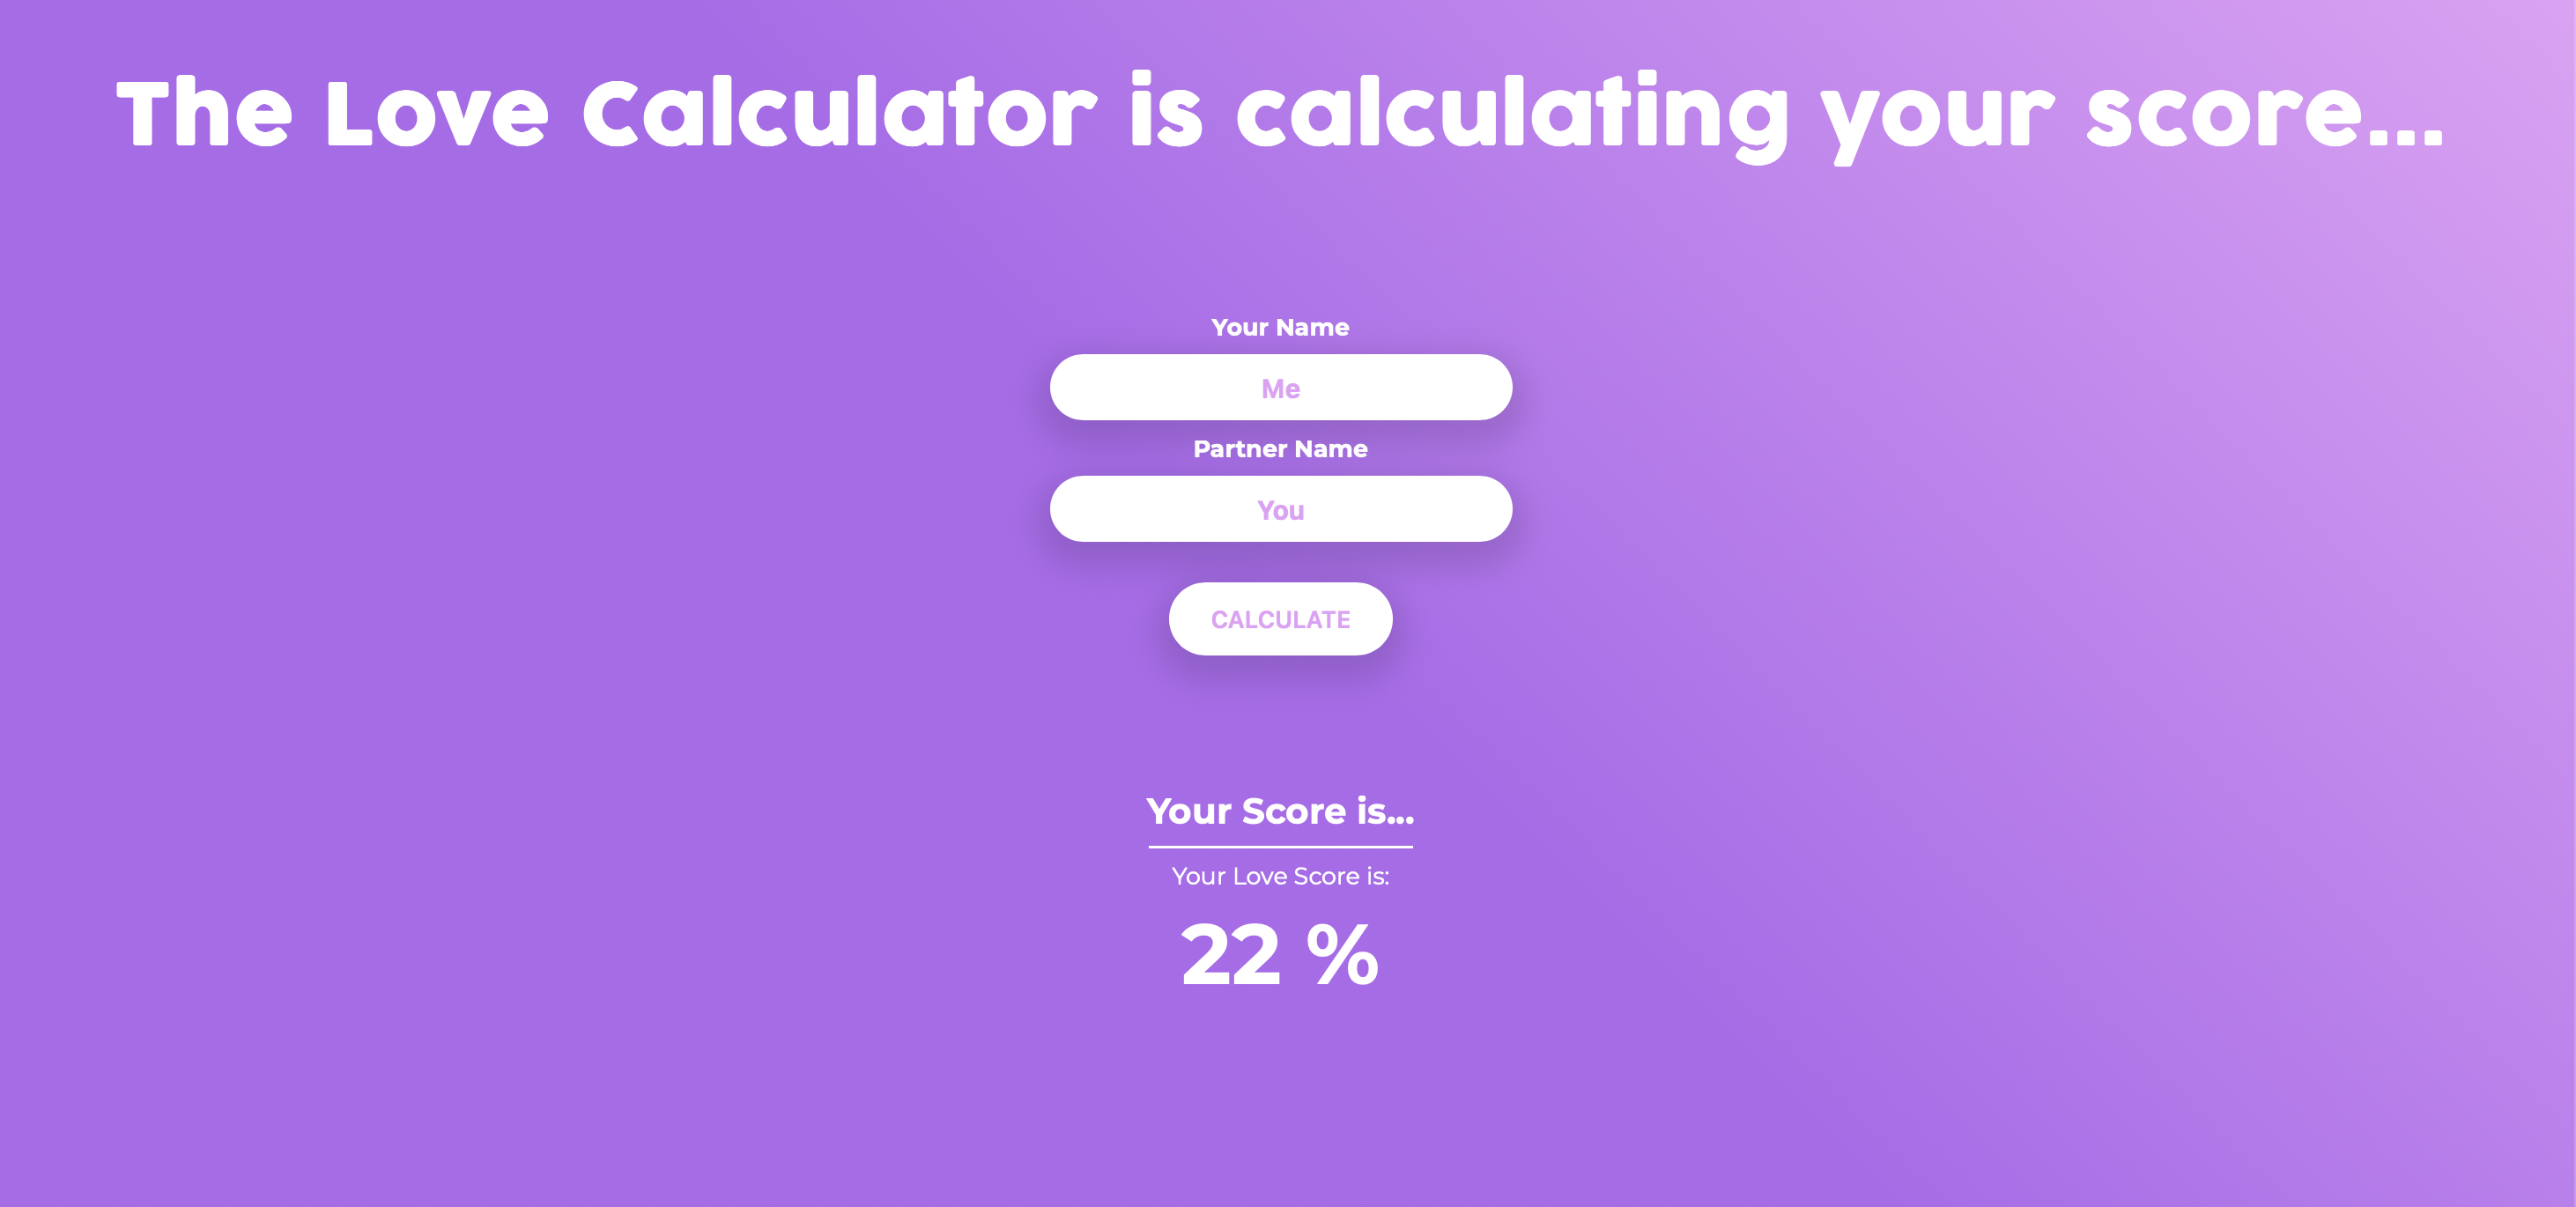 The Love Calculator is calculating your score...
Your Name
Me
Partner Name
You
CALCULATE
Your Score is...
Your Love Score is:
22 %